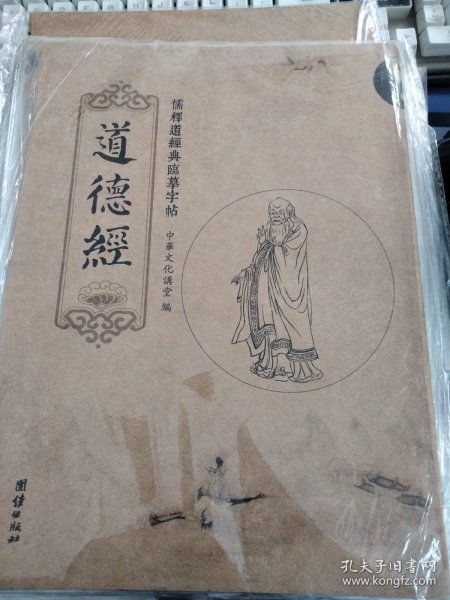 道德經
儒釋道經典臨摹字帖
中華文化講堂 編
團结出版社
孔夫子旧书网
www.kongfz.com